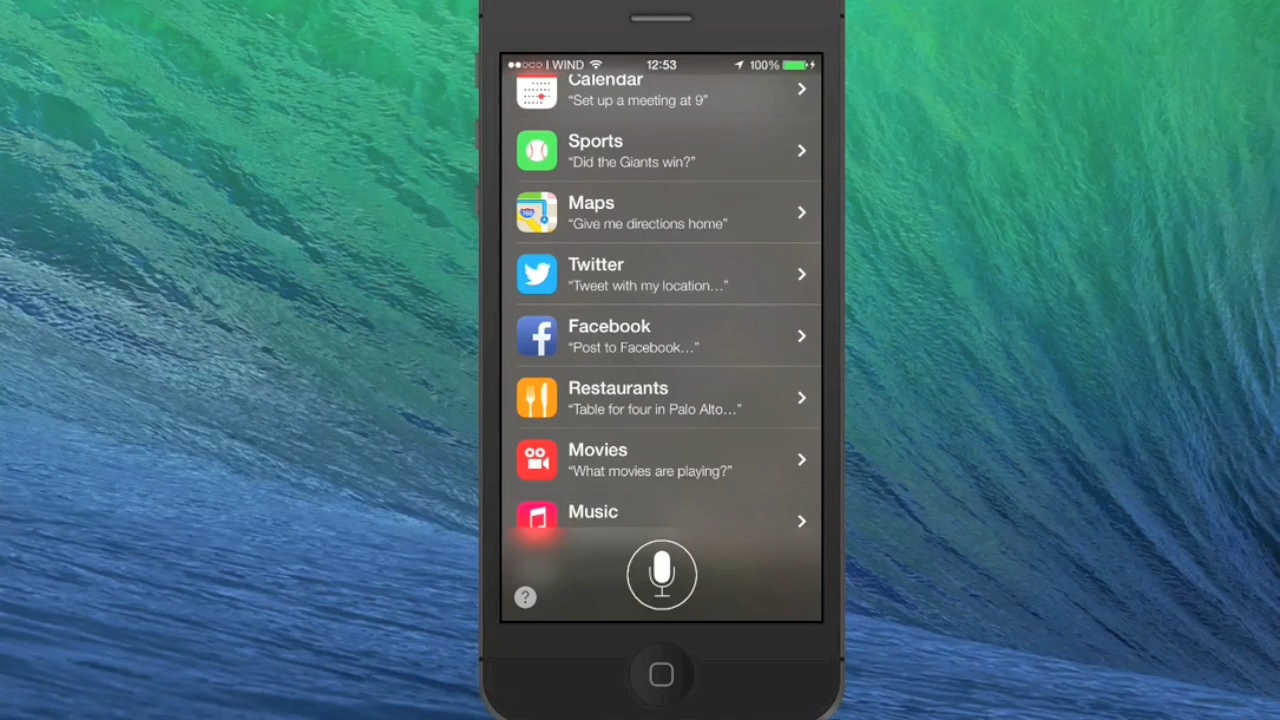 WIND 12:53 100%
Calendar
“Set up a meeting at 9”
Sports
“Did the Giants win?”
Maps
“Give me directions home”
Twitter
“Tweet with my location...”
Facebook
“Post to Facebook...”
Restaurants
“Table for four in Palo Alto...”
Movies
“What movies are playing?”
Music
?